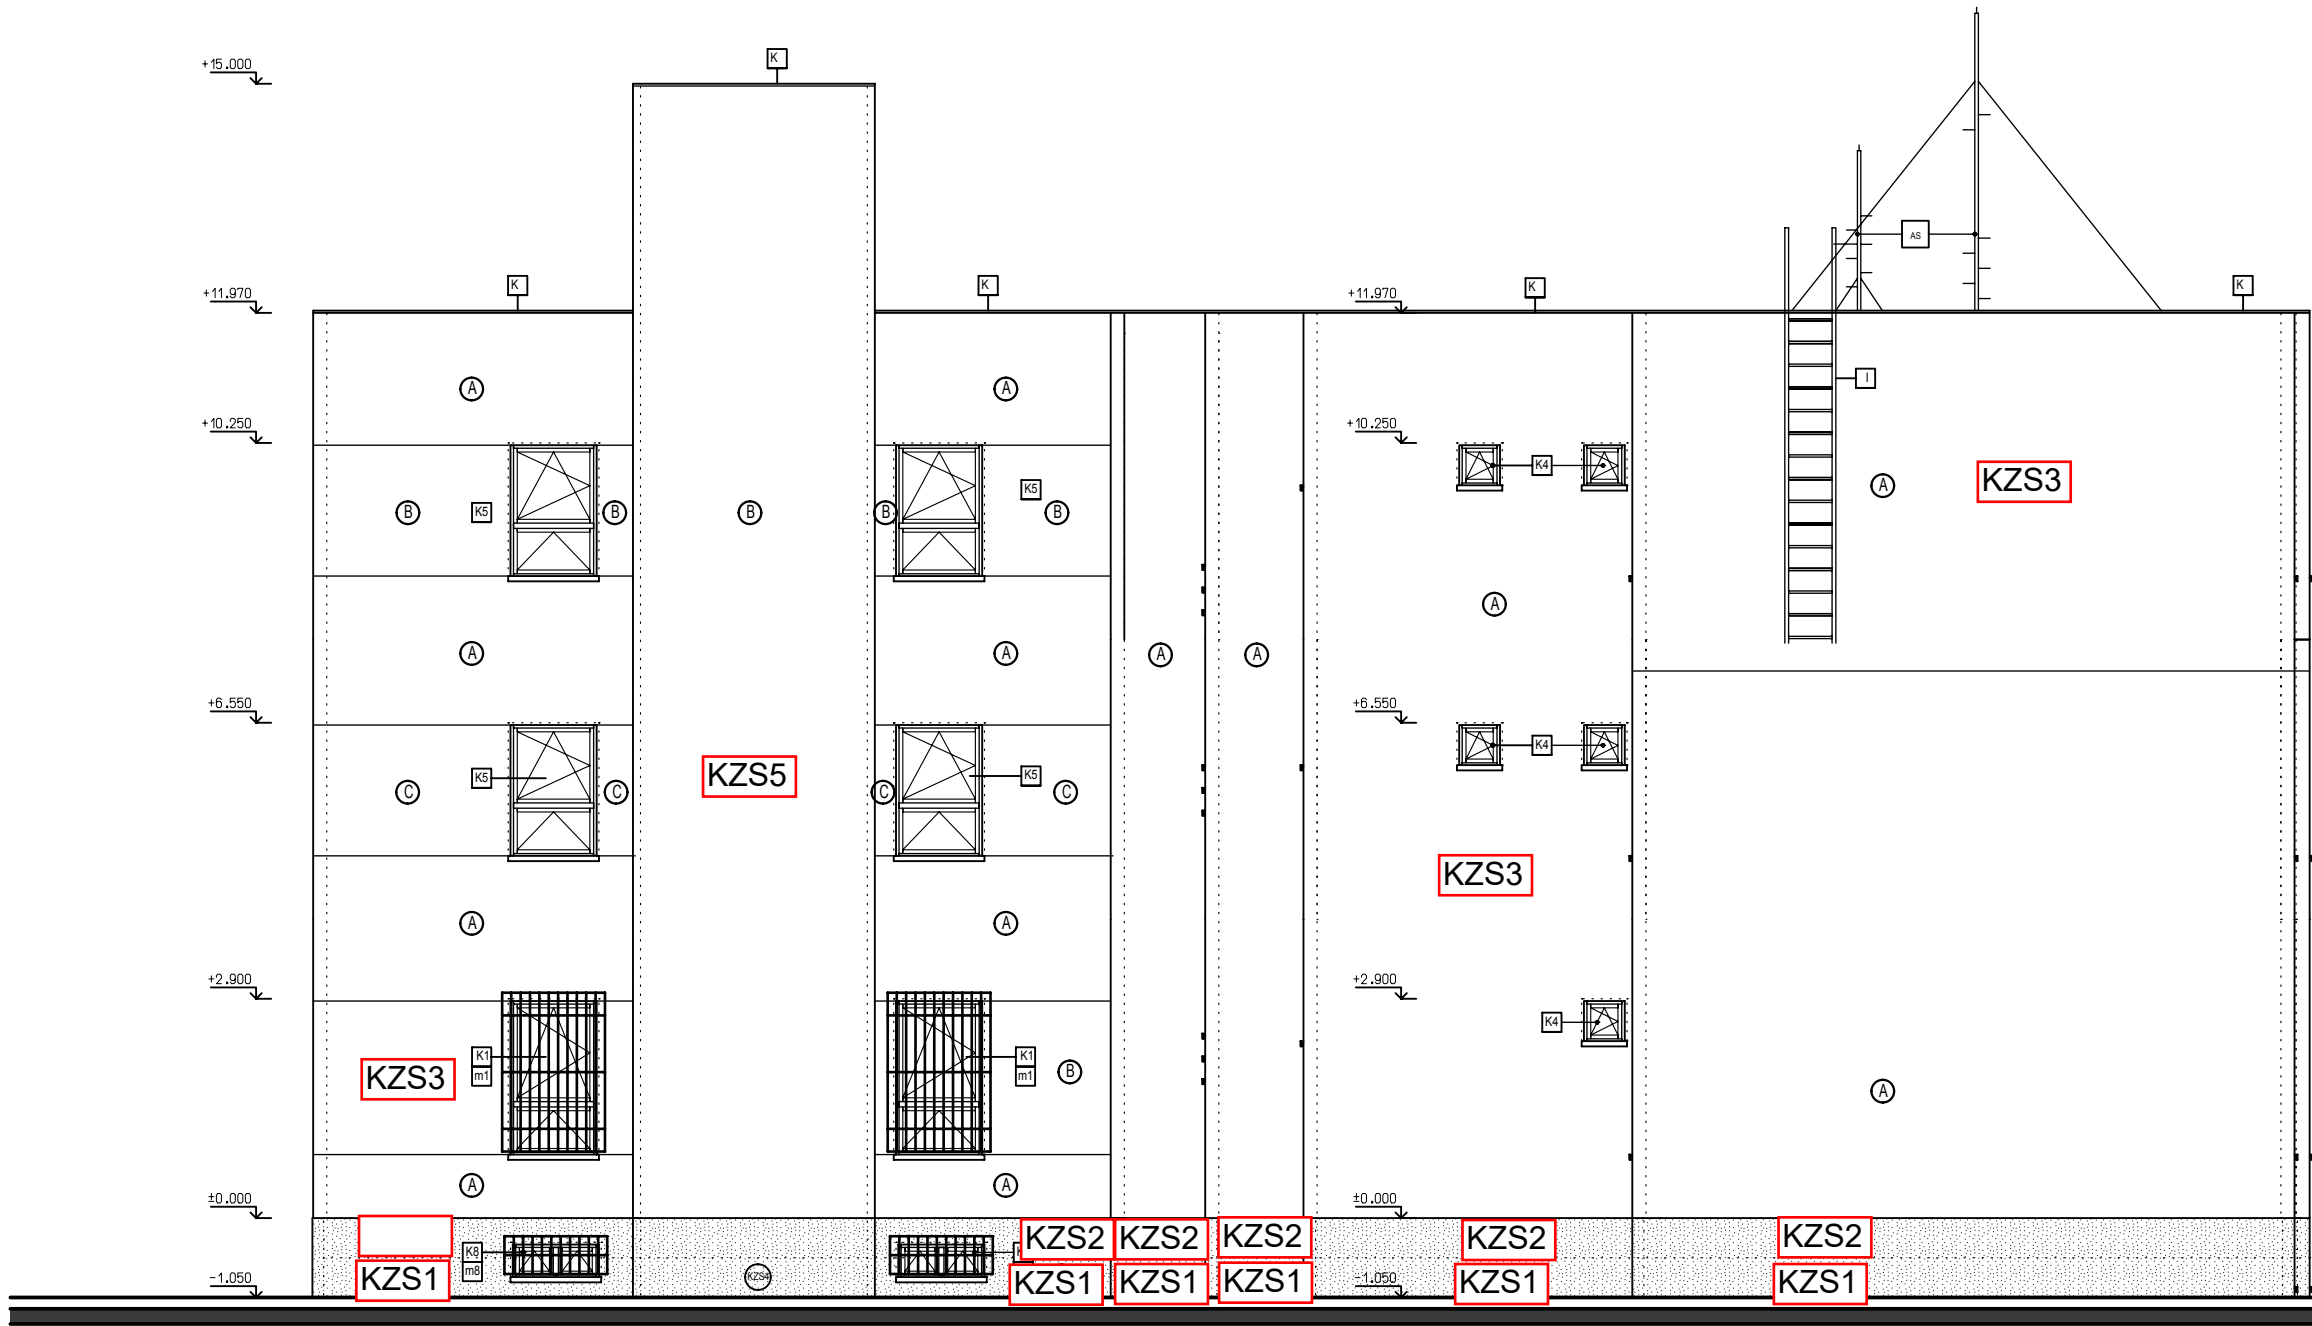 K
+15.000
K
K
K
K
+11.970
+11.970
AS
I
A
A
+10.250
+10.250
K4
B
K5
B
B
B
K5
B
A
KZS3
A
A
A
A
A
+6.550
+6.550
K4
C
K5
C
KZS5
C
K5
C
KZS3
A
A
+2.900
+2.900
K4
KZS3
K1
m1
K1
m1
B
A
A
A
±0.000
±0.000
KZS2
KZS2
KZS2
KZS2
KZS2
K8
m8
-1.050
-1.050
KZS1
KZS4
KZS1
KZS1
KZS1
KZS1
KZS1